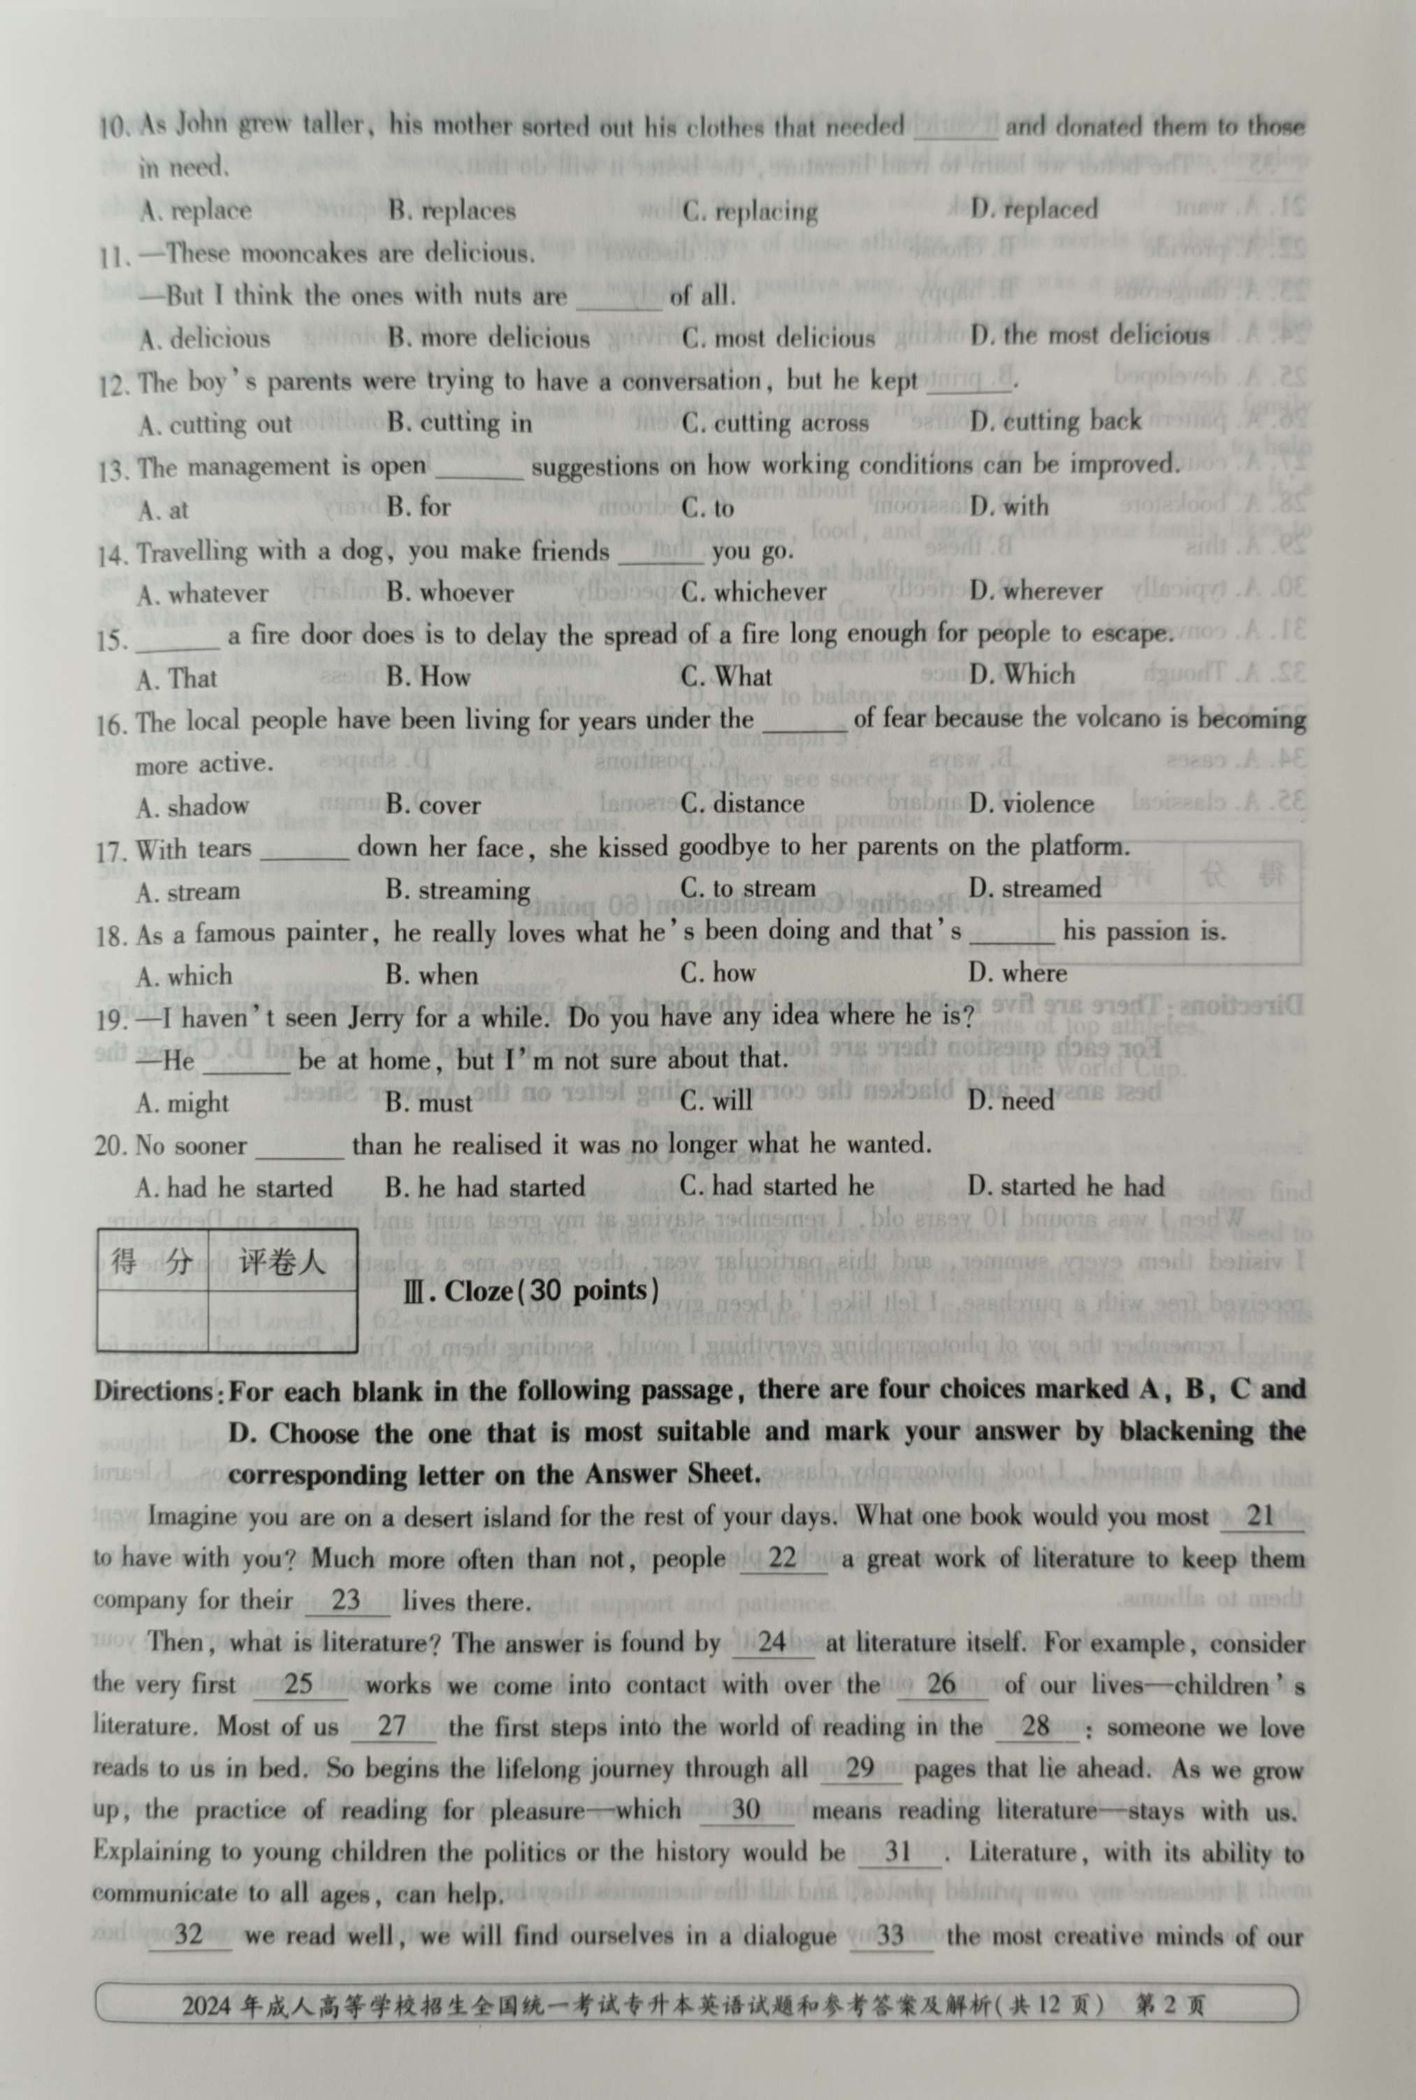 10. As John grew taller, his mother sorted out his clothes that needed ______ and donated them to those
in need.
A. replace B. replaces C. replacing D. replaced
11. —These mooncakes are delicious.
—But I think the ones with nuts are ______ of all.
A. delicious B. more delicious C. most delicious D. the most delicious
12. The boy's parents were trying to have a conversation, but he kept ______.
A. cutting out B. cutting in C. cutting across D. cutting back
13. The management is open ______ suggestions on how working conditions can be improved.
A. at B. for C. to D. with
14. Travelling with a dog, you make friends ______ you go.
A. whatever B. whoever C. whichever D. wherever
15. ______ a fire door does is to delay the spread of a fire long enough for people to escape.
A. That B. How C. What D. Which
16. The local people have been living for years under the ______ of fear because the volcano is becoming
more active.
A. shadow B. cover C. distance D. violence
17. With tears ______ down her face, she kissed goodbye to her parents on the platform.
A. stream B. streaming C. to stream D. streamed
18. As a famous painter, he really loves what he's been doing and that's ______ his passion is.
A. which B. when C. how D. where
19. —I haven't seen Jerry for a while. Do you have any idea where he is?
—He ______ be at home, but I'm not sure about that.
A. might B. must C. will D. need
20. No sooner ______ than he realised it was no longer what he wanted.
A. had he started B. he had started C. had started he D. started he had
得 分 评卷人
Ⅲ. Cloze(30 points)
Directions: For each blank in the following passage, there are four choices marked A, B, C and
D. Choose the one that is most suitable and mark your answer by blackening the
corresponding letter on the Answer Sheet.
Imagine you are on a desert island for the rest of your days. What one book would you most 21
to have with you? Much more often than not, people 22 a great work of literature to keep them
company for their 23 lives there.
Then, what is literature? The answer is found by 24 at literature itself. For example, consider
the very first 25 works we come into contact with over the 26 of our lives—children's
literature. Most of us 27 the first steps into the world of reading in the 28 : someone we love
reads to us in bed. So begins the lifelong journey through all 29 pages that lie ahead. As we grow
up, the practice of reading for pleasure—which 30 means reading literature—stays with us.
Explaining to young children the politics or the history would be 31 . Literature, with its ability to
communicate to all ages, can help.
32 we read well, we will find ourselves in a dialogue 33 the most creative minds of our
2024 年成人高等学校招生全国统一考试专升本英语试题和参考答案及解析(共 12 页) 第 2 页